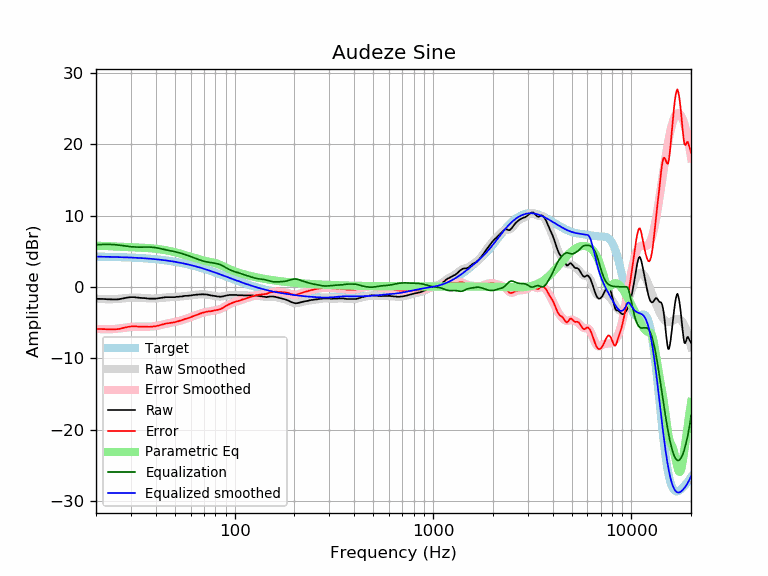 Audeze Sine
Amplitude (dBr)
30
20
10
0
−10
−20
−30
Target
Raw Smoothed
Error Smoothed
Raw
Error
Parametric Eq
Equalization
Equalized smoothed
100
1000
10000
Frequency (Hz)